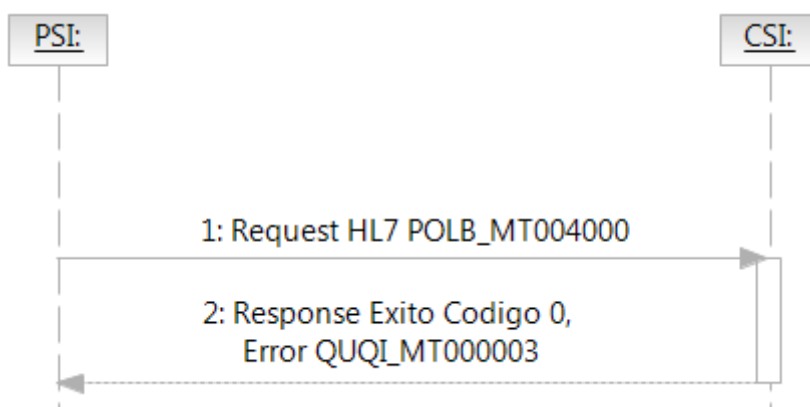 PSI:
CSI:
1: Request HL7 POLB_MT004000
2: Response Exito Codigo 0,
Error QUQI_MT000003